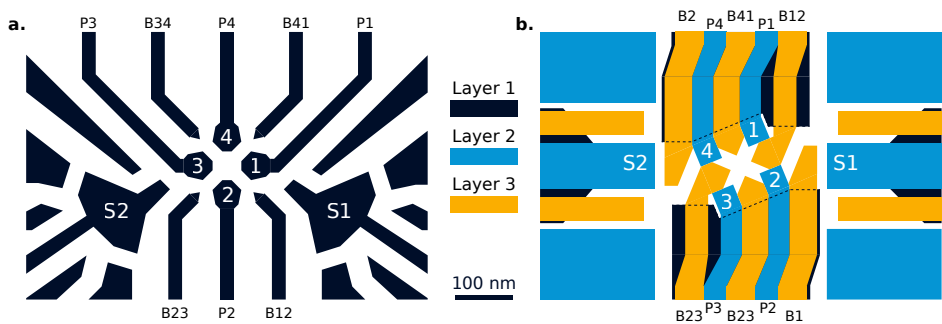 a.
P3 B34 P4 B41 P1
4
3 1
2
S2 S1
B23 P2 B12
Layer 1
Layer 2
Layer 3
100 nm
b.
B2 P4 B41 P1 B12
1
4
S2 S1
2
3
B23 P3 B23 P2 B1